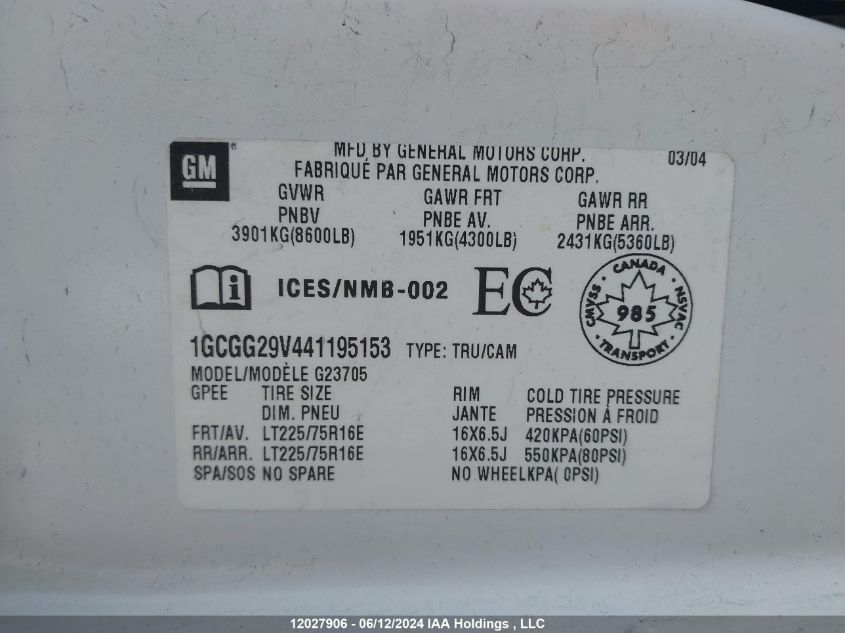 GM ® MFD BY GENERAL MOTORS CORP. 03/04
FABRIQUÉ PAR GENERAL MOTORS CORP.
GVWR GAWR FRT GAWR RR
PNBV PNBE AV. PNBE ARR.
3901KG(8600LB) 1951KG(4300LB) 2431KG(5360LB)
i ICES/NMB-002 EC
CANADA
CMVSS 985 NSVAC
TRANSPORT
1GCGG29V441195153 TYPE: TRU/CAM
MODEL/MODÈLE G23705
GPEE TIRE SIZE RIM COLD TIRE PRESSURE
DIM. PNEU JANTE PRESSION À FROID
FRT/AV. LT225/75R16E 16X6.5J 420KPA(60PSI)
RR/ARR. LT225/75R16E 16X6.5J 550KPA(80PSI)
SPA/SOS NO SPARE NO WHEELKPA( 0PSI)
12027906 - 06/12/2024 IAA Holdings , LLC